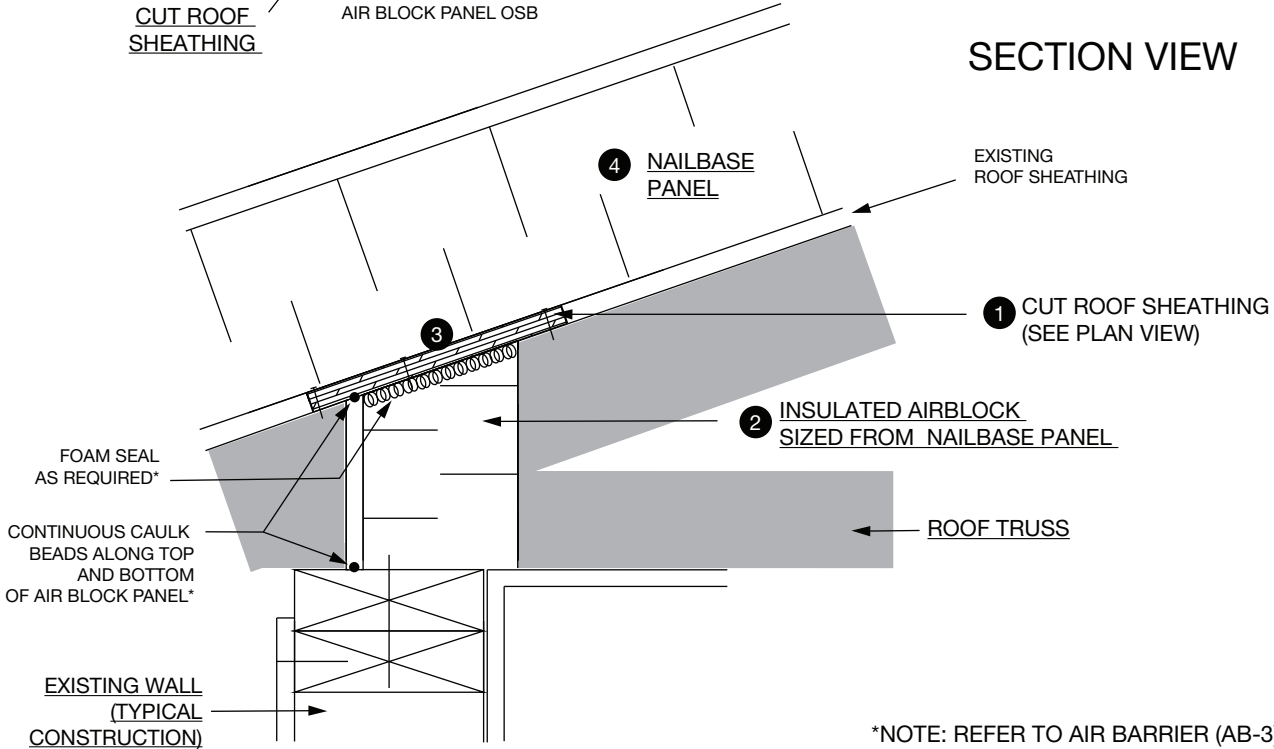 CUT ROOF
SHEATHING
AIR BLOCK PANEL OSB
SECTION VIEW
4
NAILBASE
PANEL
EXISTING
ROOF SHEATHING
1
CUT ROOF SHEATHING
(SEE PLAN VIEW)
3
2
INSULATED AIRBLOCK
SIZED FROM NAILBASE PANEL
FOAM SEAL
AS REQUIRED*
CONTINUOUS CAULK
BEADS ALONG TOP
AND BOTTOM
OF AIR BLOCK PANEL*
ROOF TRUSS
EXISTING WALL
(TYPICAL
CONSTRUCTION)
*NOTE: REFER TO AIR BARRIER (AB-3